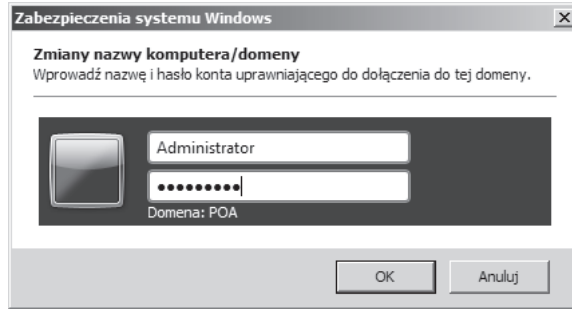 Zabezpieczenia systemu Windows
Zmiany nazwy komputera/domeny
Wprowadź nazwę i hasło konta uprawniającego do dołączenia do tej domeny.
Administrator
●●●●●●●●●
Domena: POA
OK Anuluj